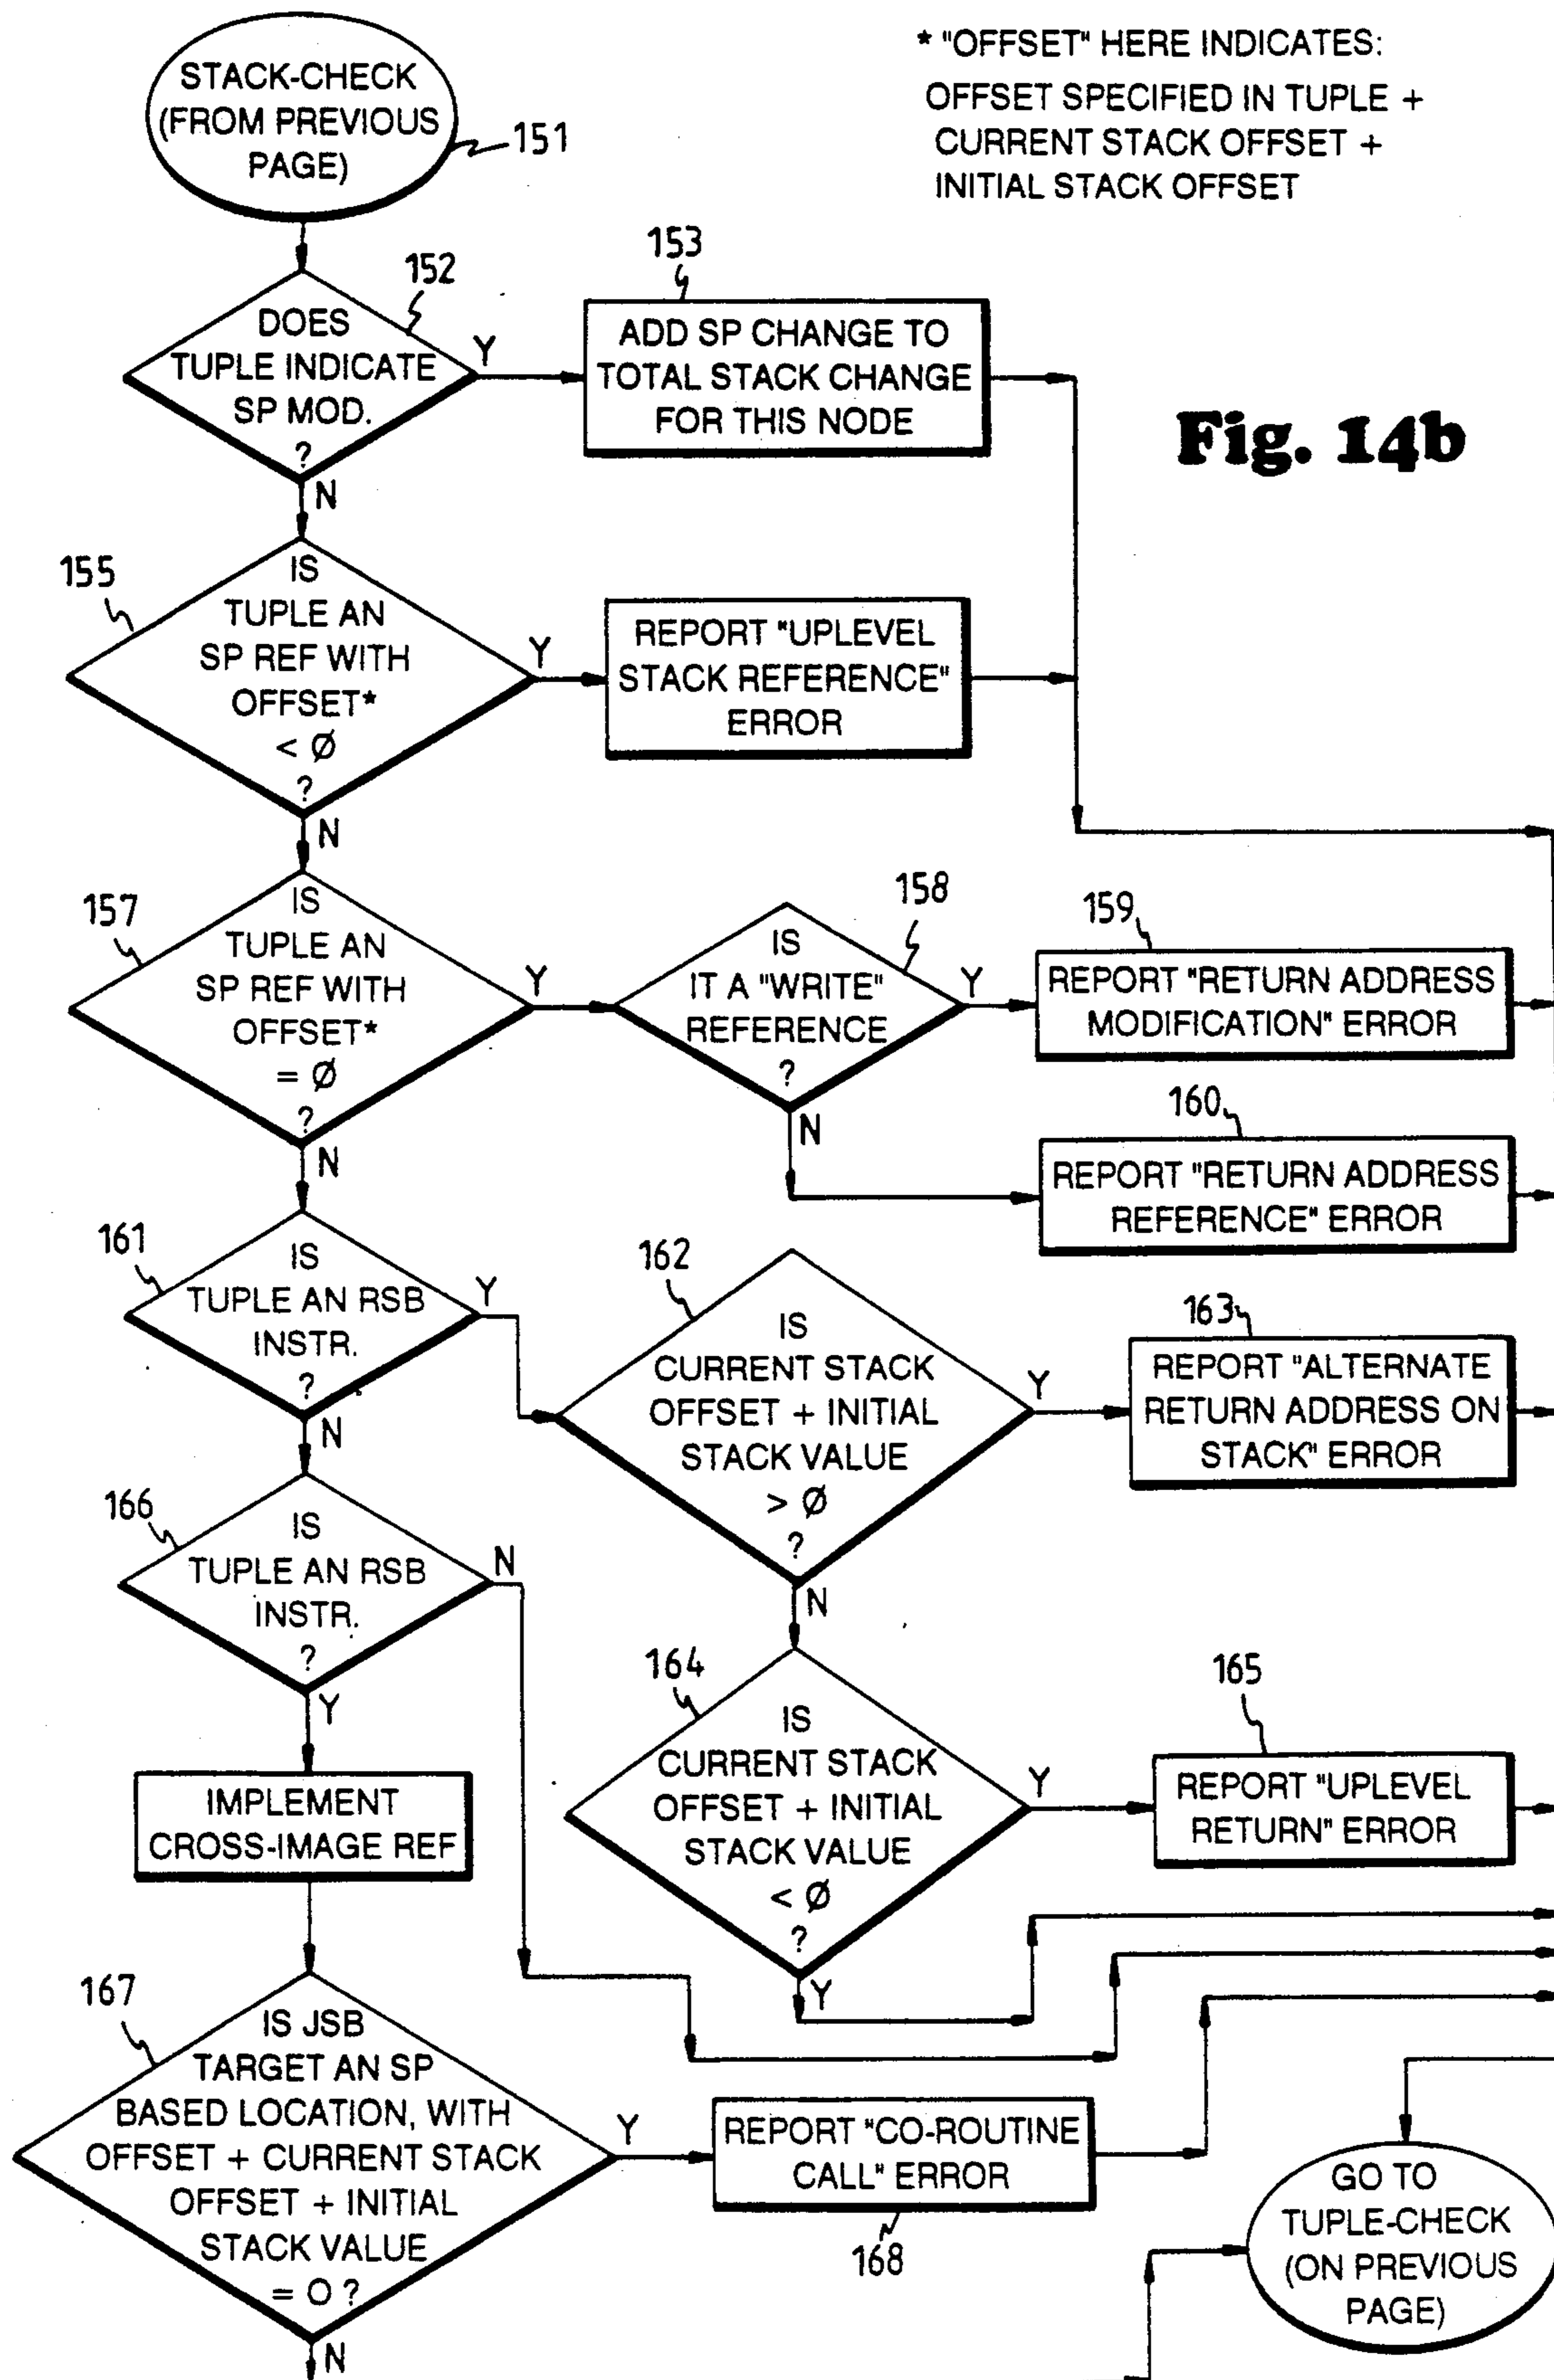 STACK-CHECK
(FROM PREVIOUS
PAGE)
151
* "OFFSET" HERE INDICATES:
OFFSET SPECIFIED IN TUPLE +
CURRENT STACK OFFSET +
INITIAL STACK OFFSET
152
DOES
TUPLE INDICATE
SP MOD.
?
Y
N
153
ADD SP CHANGE TO
TOTAL STACK CHANGE
FOR THIS NODE
Fig. 14b
155
IS
TUPLE AN
SP REF WITH
OFFSET*
< Ø
?
Y
N
REPORT "UPLEVEL
STACK REFERENCE"
ERROR
157
IS
TUPLE AN
SP REF WITH
OFFSET*
= Ø
?
Y
N
158
IS
IT A "WRITE"
REFERENCE
?
Y
N
159
REPORT "RETURN ADDRESS
MODIFICATION" ERROR
160
REPORT "RETURN ADDRESS
REFERENCE" ERROR
161
IS
TUPLE AN RSB
INSTR.
?
Y
N
162
IS
CURRENT STACK
OFFSET + INITIAL
STACK VALUE
> Ø
?
Y
N
163
REPORT "ALTERNATE
RETURN ADDRESS ON
STACK" ERROR
166
IS
TUPLE AN RSB
INSTR.
?
N
Y
164
IS
CURRENT STACK
OFFSET + INITIAL
STACK VALUE
< Ø
?
Y
Y
165
REPORT "UPLEVEL
RETURN" ERROR
IMPLEMENT
CROSS-IMAGE REF
167
IS JSB
TARGET AN SP
BASED LOCATION, WITH
OFFSET + CURRENT STACK
OFFSET + INITIAL
STACK VALUE
= O ?
Y
N
REPORT "CO-ROUTINE
CALL" ERROR
168
GO TO
TUPLE-CHECK
(ON PREVIOUS
PAGE)